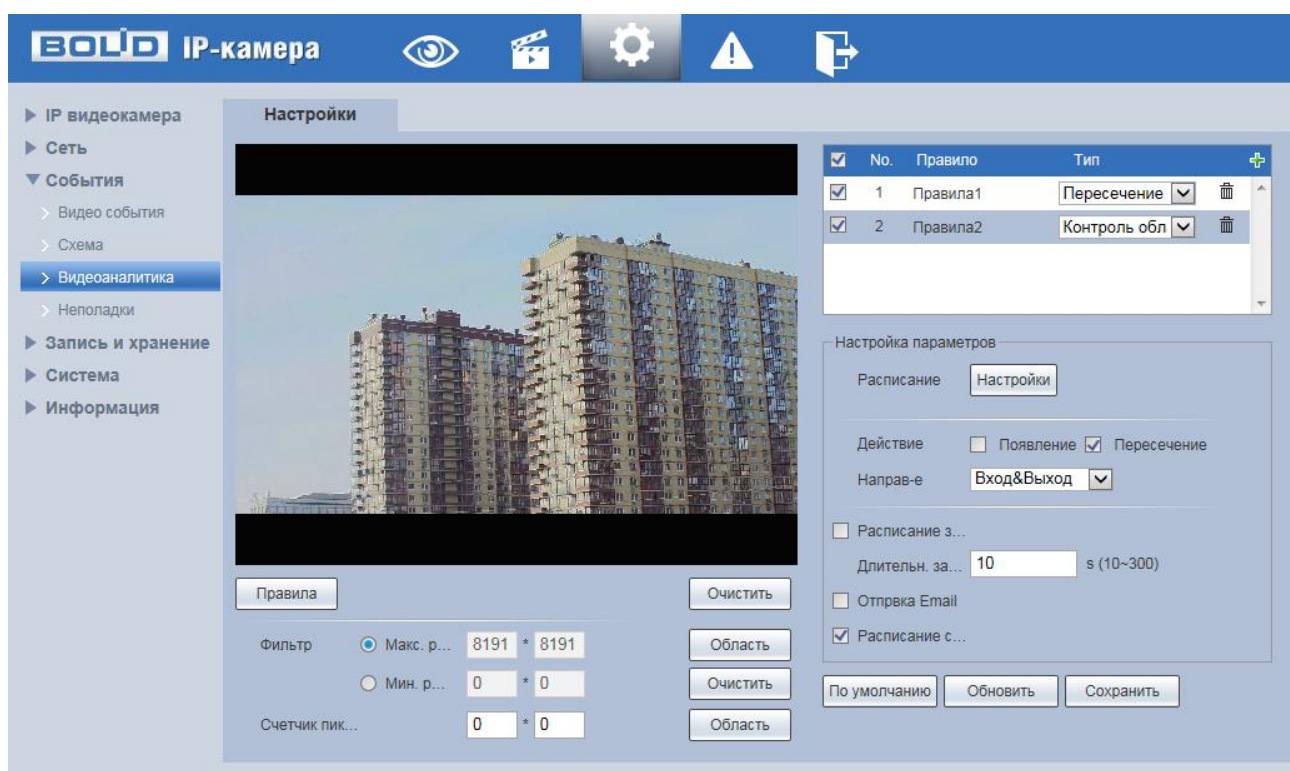 BOLID IP-камера
IP видеокамера
Сеть
События
Видео события
Схема
Видеоаналитика
Неполадки
Запись и хранение
Система
Информация
Настройки
No. Правило Тип
1 Правила1 Пересечение
2 Правила2 Контроль обл
Настройка параметров
Расписание Настройки
Действие Появление Пересечение
Направ-е Вход&Выход
Расписание з...
Длительн. за... 10 s (10~300)
Отпрвка Email
Расписание с...
По умолчанию Обновить Сохранить
Правила Очистить
Фильтр Макс. р... 8191 * 8191 Область
Мин. р... 0 * 0 Очистить
Счетчик пик... 0 * 0 Область